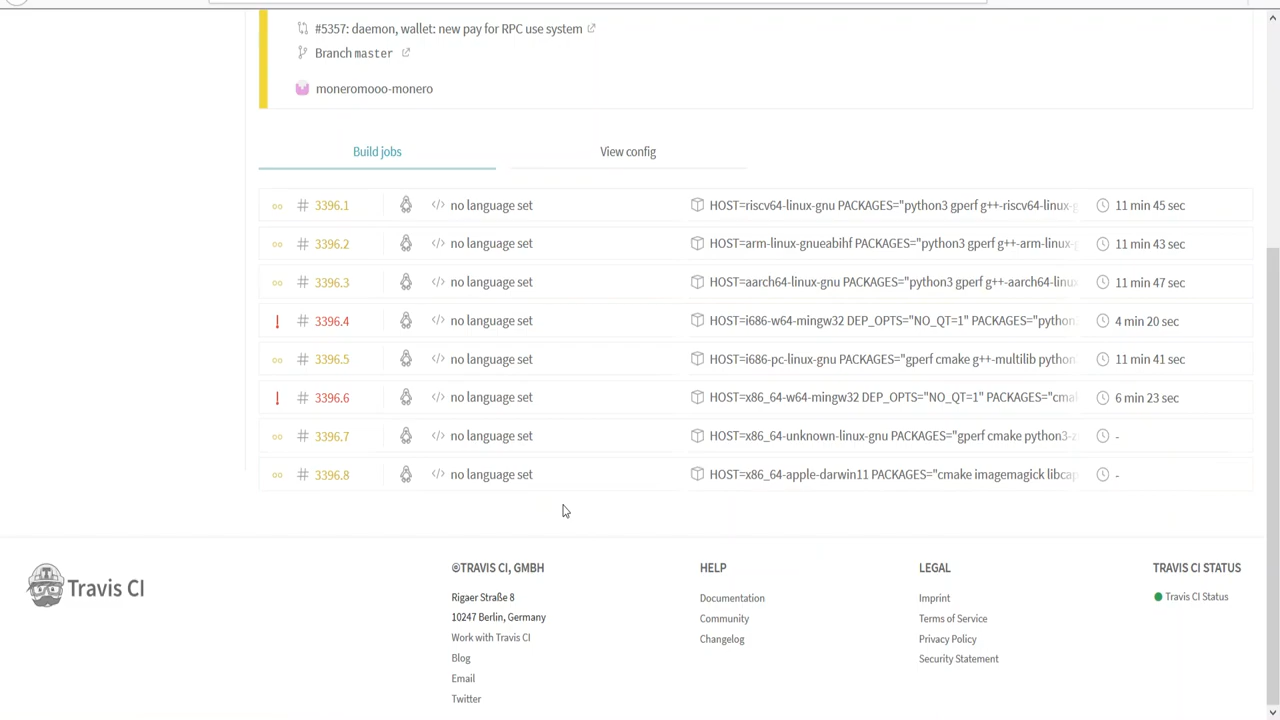 #5357: daemon, wallet: new pay for RPC use system
Branch master
moneromooo-monero
Build jobs View config
# 3396.1 </> no language set HOST=riscv64-linux-gnu PACKAGES="python3 gperf g++-riscv64-linux-g 11 min 45 sec
# 3396.2 </> no language set HOST=arm-linux-gnueabihf PACKAGES="python3 gperf g++-arm-linux-g 11 min 43 sec
# 3396.3 </> no language set HOST=aarch64-linux-gnu PACKAGES="python3 gperf g++-aarch64-linux 11 min 47 sec
! # 3396.4 </> no language set HOST=i686-w64-mingw32 DEP_OPTS="NO_QT=1" PACKAGES="python 4 min 20 sec
# 3396.5 </> no language set HOST=i686-pc-linux-gnu PACKAGES="gperf cmake g++-multilib python 11 min 41 sec
! # 3396.6 </> no language set HOST=x86_64-w64-mingw32 DEP_OPTS="NO_QT=1" PACKAGES="cma 6 min 23 sec
# 3396.7 </> no language set HOST=x86_64-unknown-linux-gnu PACKAGES="gperf cmake python3-z -
# 3396.8 </> no language set HOST=x86_64-apple-darwin11 PACKAGES="cmake imagemagick libcap -
Travis CI
©TRAVIS CI, GMBH
Rigaer Straße 8
10247 Berlin, Germany
Work with Travis CI
Blog
Email
Twitter
HELP
Documentation
Community
Changelog
LEGAL
Imprint
Terms of Service
Privacy Policy
Security Statement
TRAVIS CI STATUS
Travis CI Status